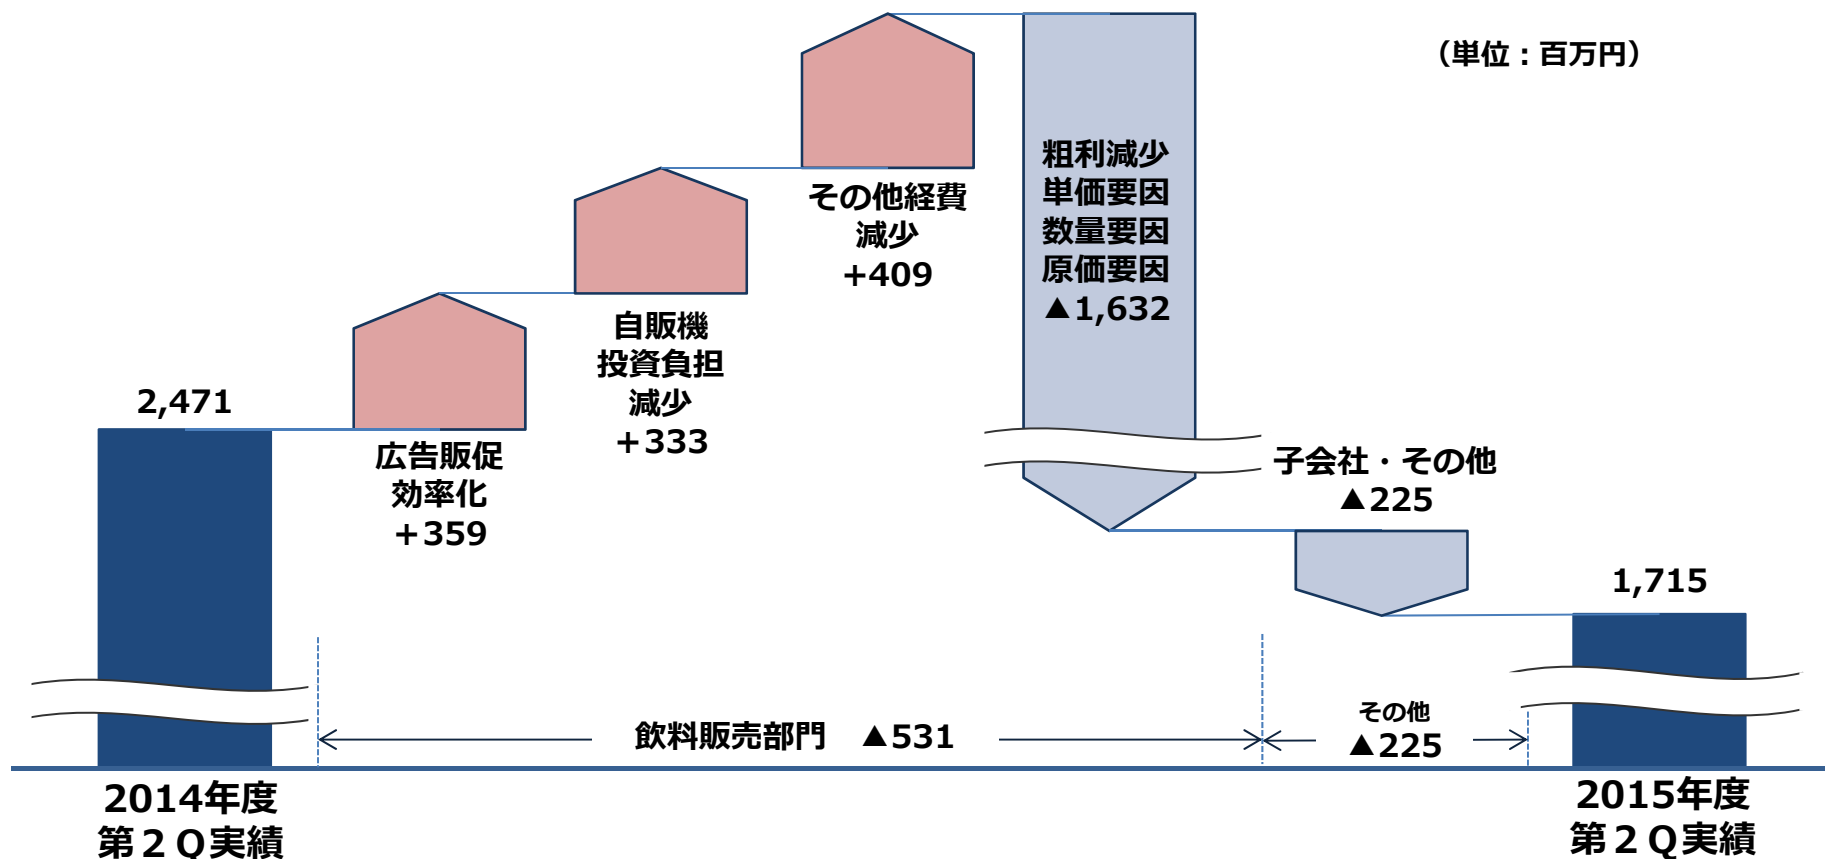 （単位：百万円）
2,471
広告販促
効率化
＋359
自販機
投資負担
減少
＋333
その他経費
減少
+409
粗利減少
単価要因
数量要因
原価要因
▲1,632
子会社・その他
▲225
1,715
飲料販売部門　▲531
その他
▲225
2014年度
第２Ｑ実績
2015年度
第２Ｑ実績